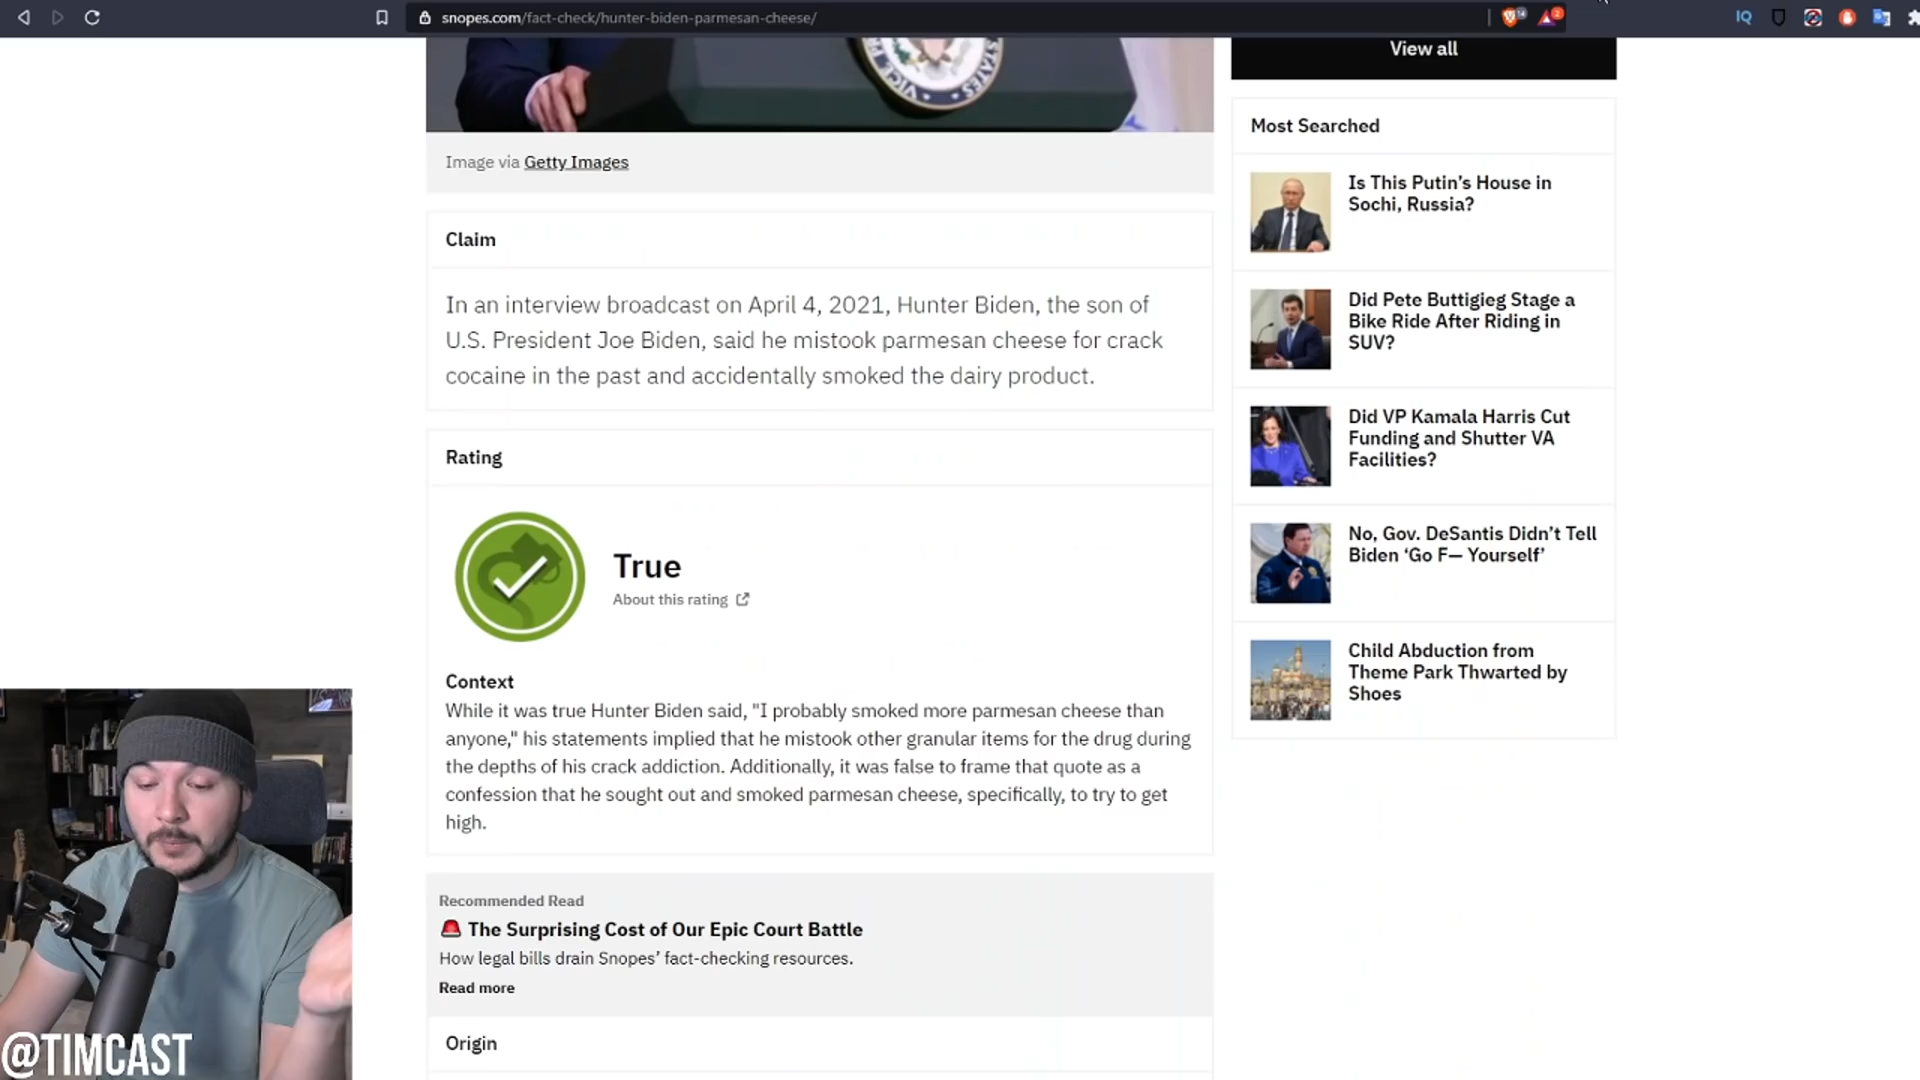 snopes.com/fact-check/hunter-biden-parmesan-cheese/
IQ
VICE PR
STATES
View all
Image via Getty Images
Claim
In an interview broadcast on April 4, 2021, Hunter Biden, the son of
U.S. President Joe Biden, said he mistook parmesan cheese for crack
cocaine in the past and accidentally smoked the dairy product.
Rating
True
About this rating
Context
While it was true Hunter Biden said, "I probably smoked more parmesan cheese than
anyone," his statements implied that he mistook other granular items for the drug during
the depths of his crack addiction. Additionally, it was false to frame that quote as a
confession that he sought out and smoked parmesan cheese, specifically, to try to get
high.
Recommended Read
🚨 The Surprising Cost of Our Epic Court Battle
How legal bills drain Snopes’ fact-checking resources.
Read more
Origin
Most Searched
Is This Putin’s House in
Sochi, Russia?
Did Pete Buttigieg Stage a
Bike Ride After Riding in
SUV?
Did VP Kamala Harris Cut
Funding and Shutter VA
Facilities?
No, Gov. DeSantis Didn’t Tell
Biden ‘Go F— Yourself’
Child Abduction from
Theme Park Thwarted by
Shoes
@TIMCAST